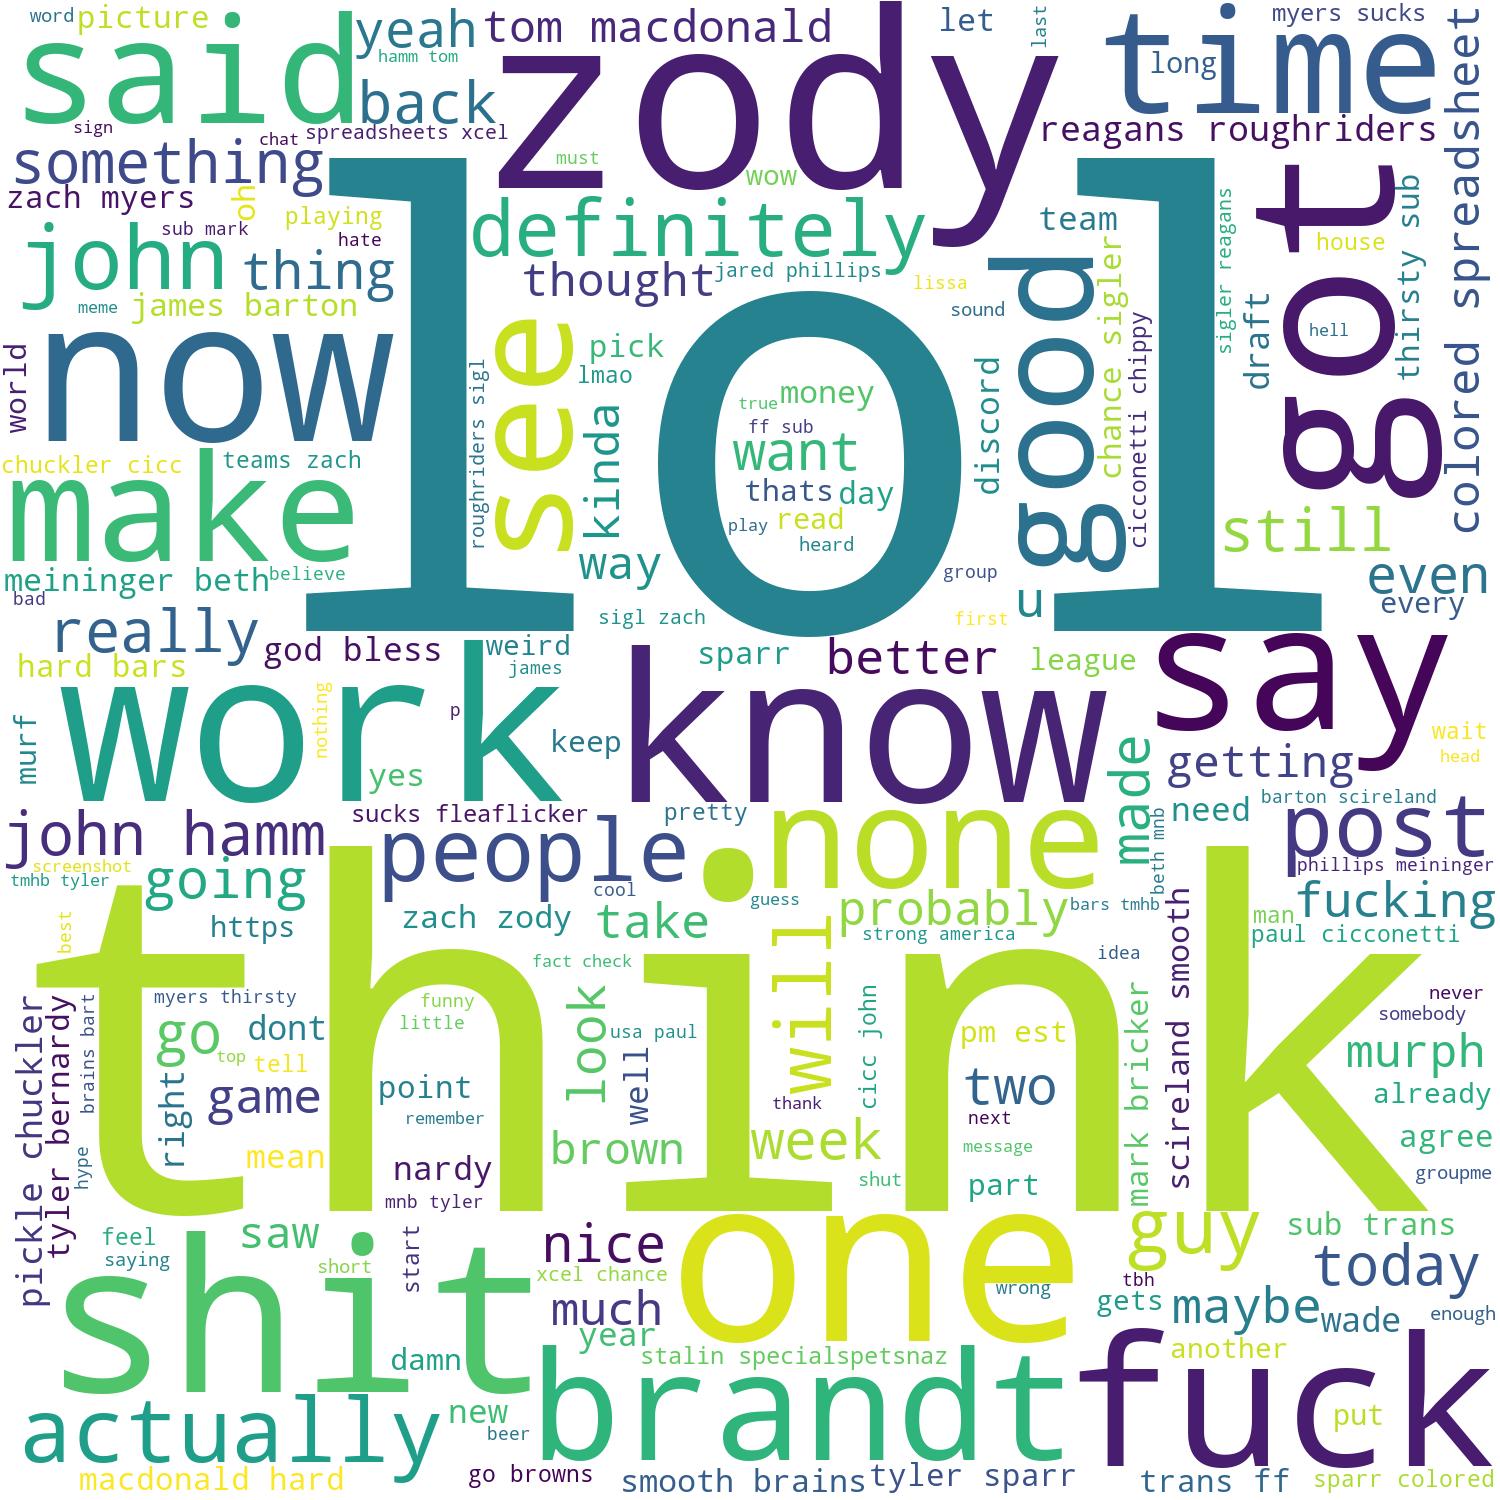 word
picture
said
yeah
hamm tom
tom macdonald
back
zody
let
last
time
long
myers sucks
sign
chat
spreadsheets xcel
something
must
wow
reagans roughriders
colored spreadsheet
zach myers
oh
playing
sub mark
hate
definitely
team
got
house
hell
thirsty sub
sigler reagans
john
thing
thought
jared phillips
lissa
sound
good
chance sigler
cicconetti chippy
draft
meme
james barton
lol
now
world
see
pick
lmao
roughriders sigl
kinda
true
money
ff sub
want
thats
day
play
read
heard
discord
chuckler cicc
teams zach
make
still
meininger beth
believe
way
group
u
even
every
bad
really
sigl zach
first
god bless
weird
james
sparr
better
league
say
hard bars
murf
work
nothing
p
keep
know
yes
wait
head
made
getting
sucks fleaflicker
pretty
need
barton scireland
john hamm
people
none
beth mnb
post
screenshot
tmhb tyler
going
cool
guess
phillips meininger
best
https
zach zody
take
probably
bars tmhb
fucking
man
strong america
paul cicconetti
think
fact check
will
idea
scireland smooth
pickle chuckler
tyler bernardy
brains bart
myers thirsty
go
dont
funny
little
look
usa paul
well
cicc john
pm est
mark bricker
never
somebody
top
tell
murph
right
game
point
remember
two
already
thank
next
hype
mean
nardy
brown
week
message
agree
mnb tyler
shut
part
groupme
feel
saying
saw
short
start
nice
one
guy
sub trans
shit
xcel chance
much
wrong
tbh
gets
today
maybe
wade
enough
year
damn
stalin specialspetsnaz
another
actually
new
beer
brandt
fuck
put
macdonald hard
go browns
smooth brains
tyler sparr
trans ff
sparr colored